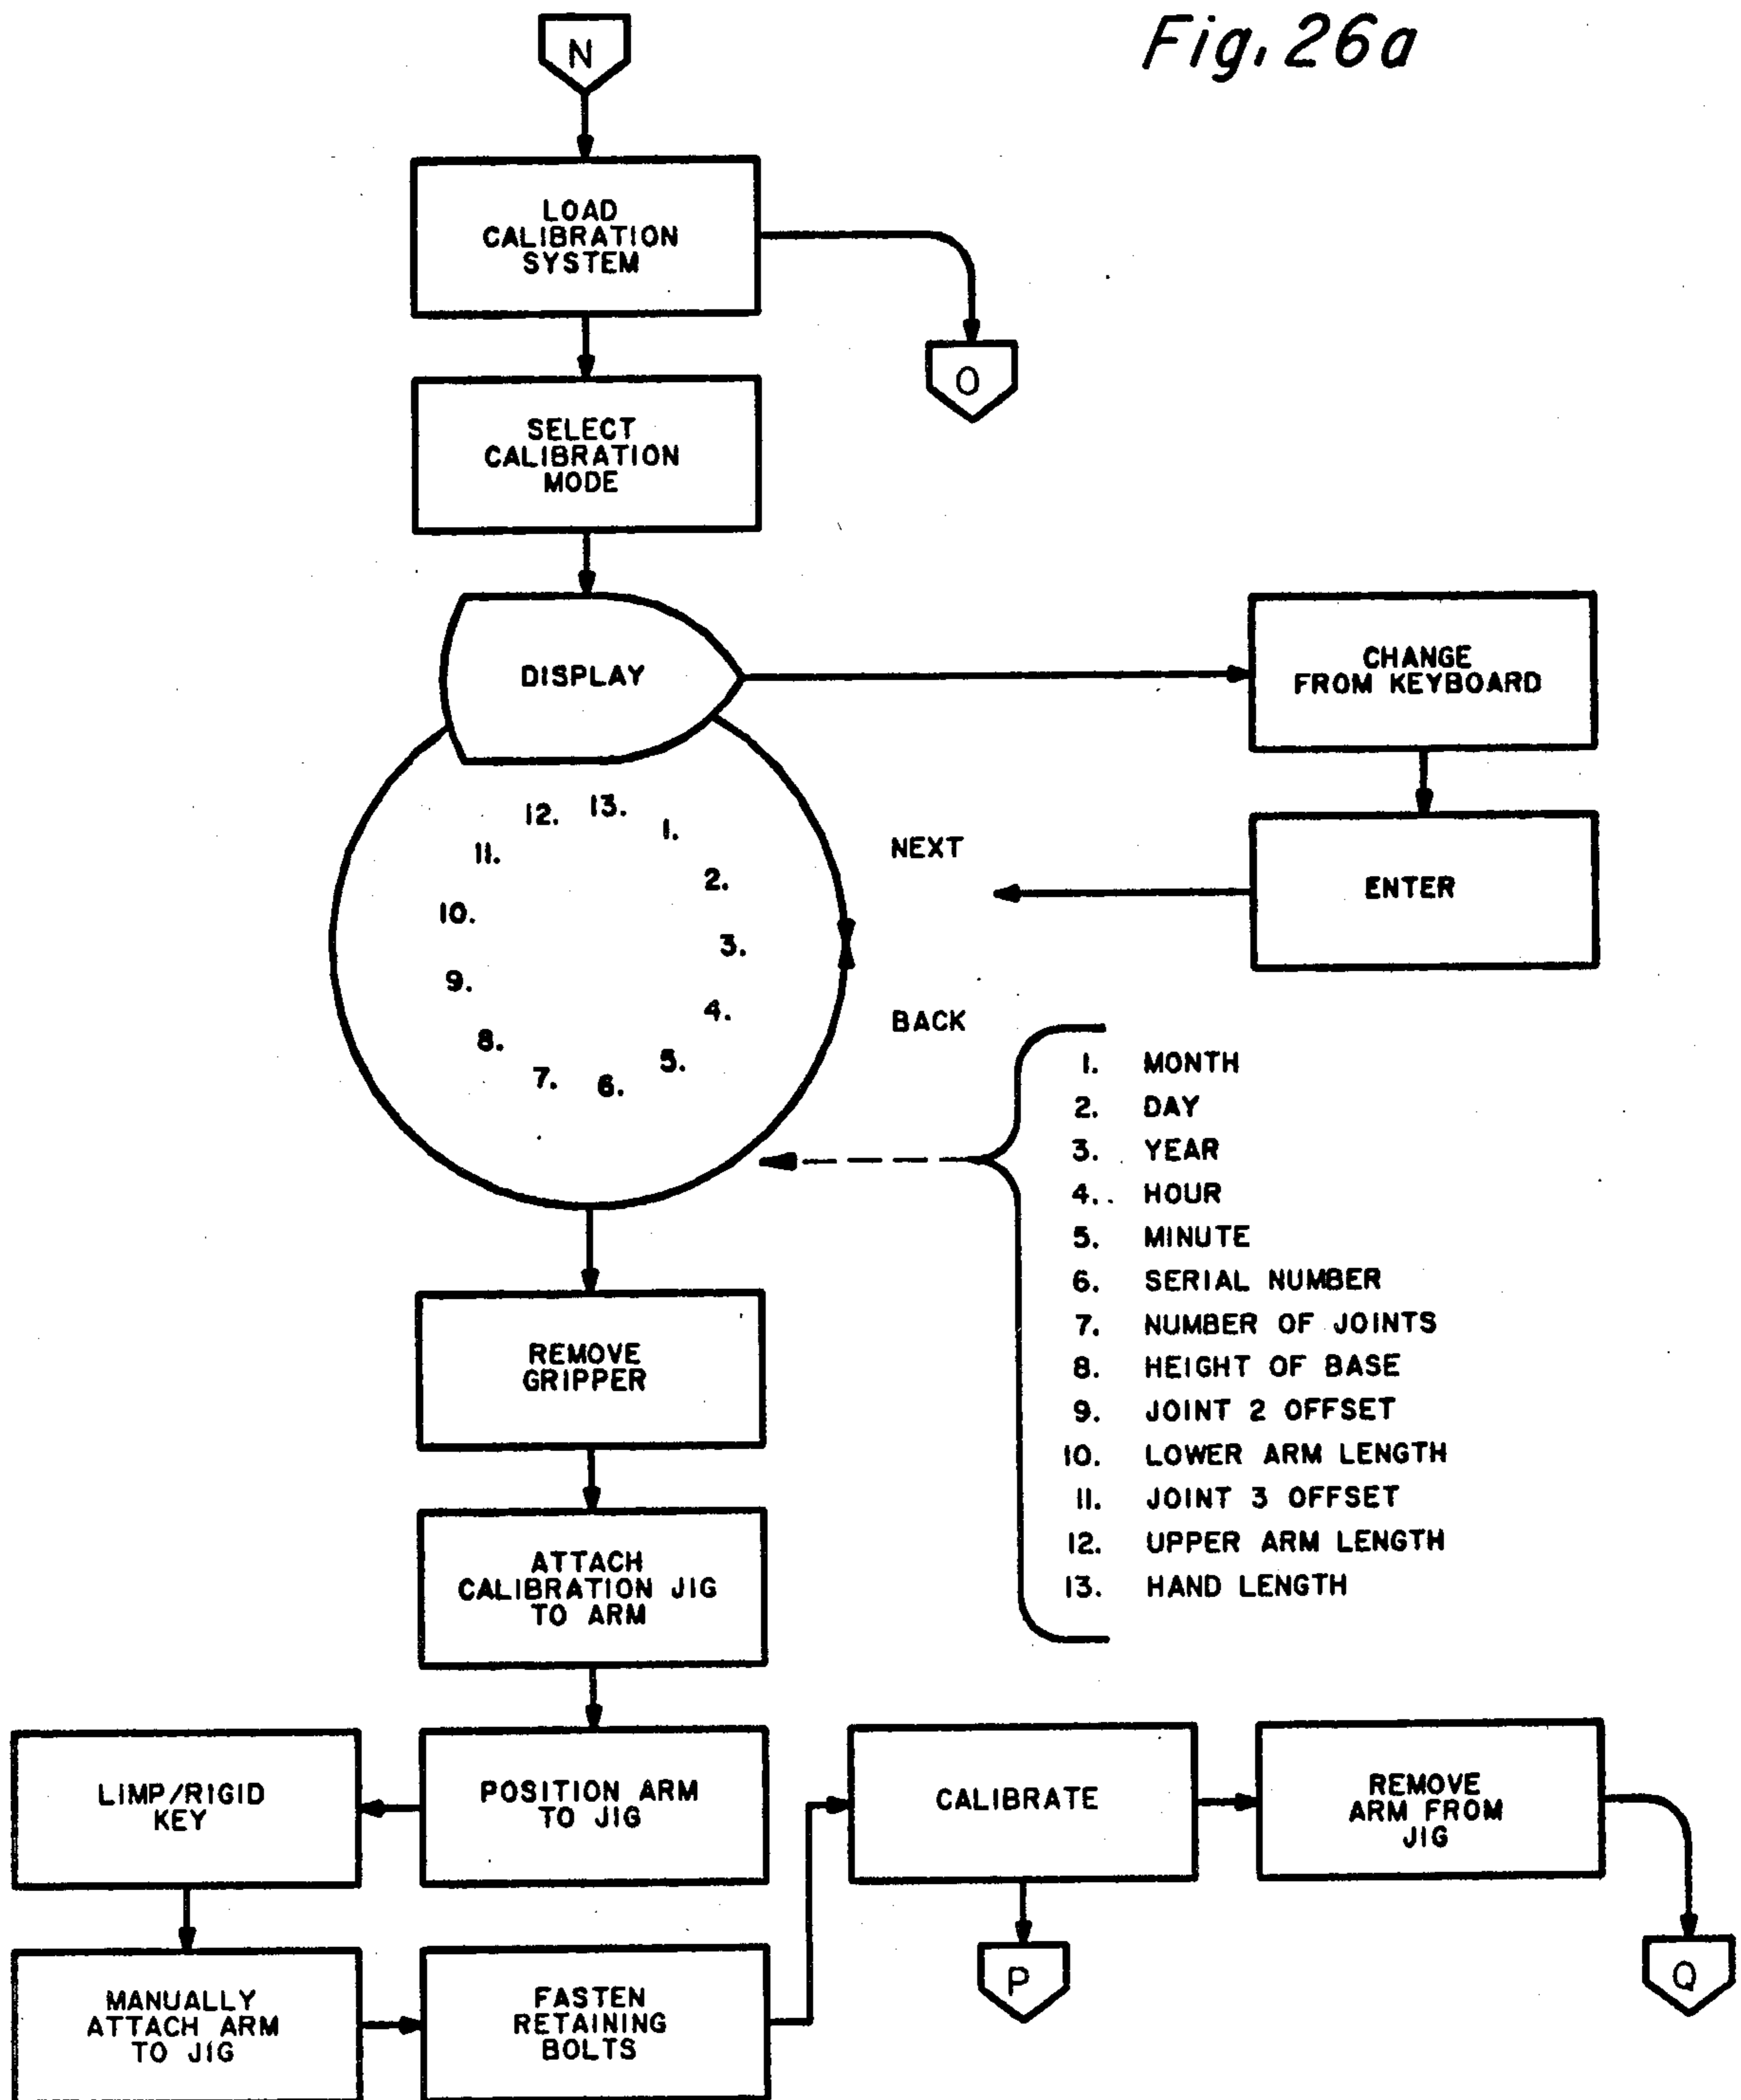 Fig. 26a
N
LOAD
CALIBRATION
SYSTEM
O
SELECT
CALIBRATION
MODE
DISPLAY
CHANGE
FROM KEYBOARD
ENTER
NEXT
BACK
1.
2.
3.
4.
5.
6.
7.
8.
9.
10.
11.
12.
13.
1. MONTH
2. DAY
3. YEAR
4. HOUR
5. MINUTE
6. SERIAL NUMBER
7. NUMBER OF JOINTS
8. HEIGHT OF BASE
9. JOINT 2 OFFSET
10. LOWER ARM LENGTH
11. JOINT 3 OFFSET
12. UPPER ARM LENGTH
13. HAND LENGTH
REMOVE
GRIPPER
ATTACH
CALIBRATION JIG
TO ARM
POSITION ARM
TO JIG
LIMP/RIGID
KEY
MANUALLY
ATTACH ARM
TO JIG
FASTEN
RETAINING
BOLTS
CALIBRATE
P
REMOVE
ARM FROM
JIG
Q